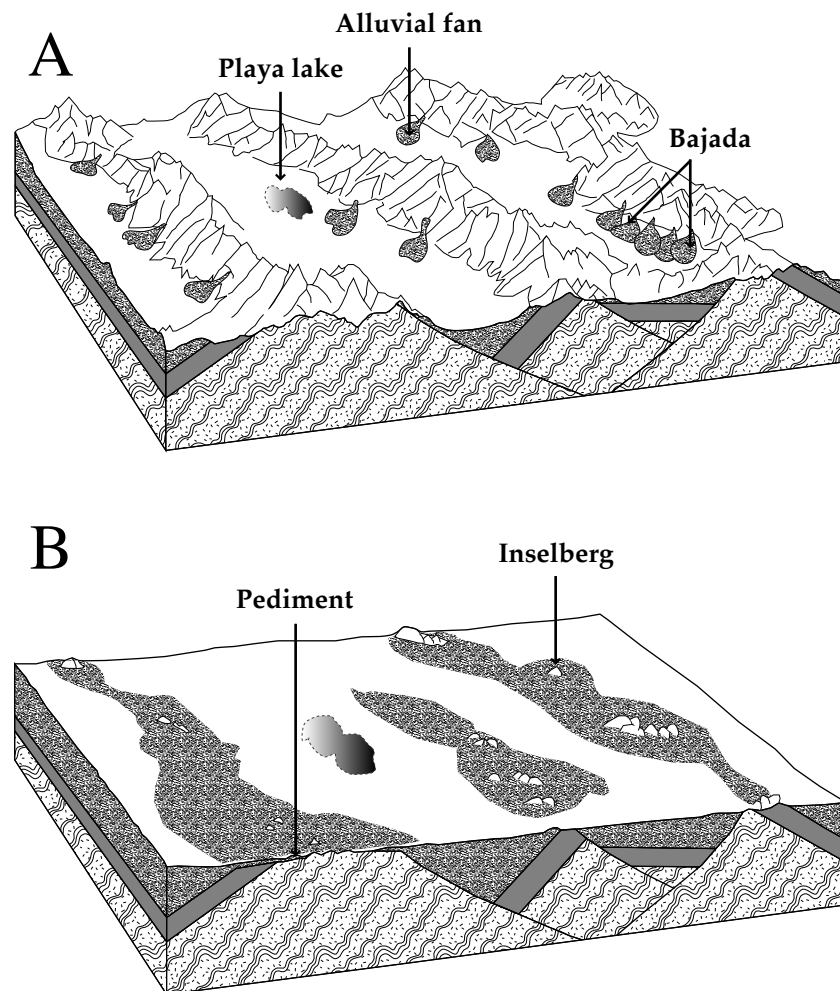 A
Alluvial fan
Playa lake
Bajada
B
Inselberg
Pediment